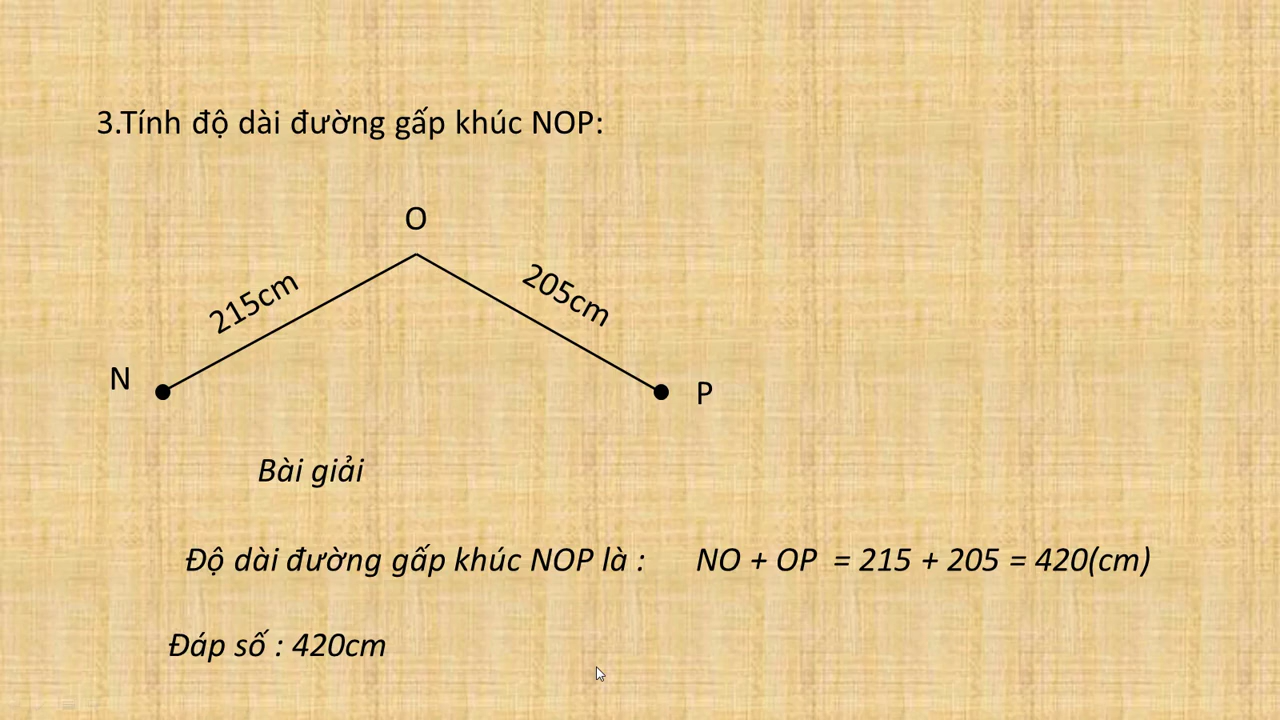 3.Tính độ dài đường gấp khúc NOP:
O
215cm
205cm
N
P
Bài giải
Độ dài đường gấp khúc NOP là : NO + OP = 215 + 205 = 420(cm)
Đáp số : 420cm